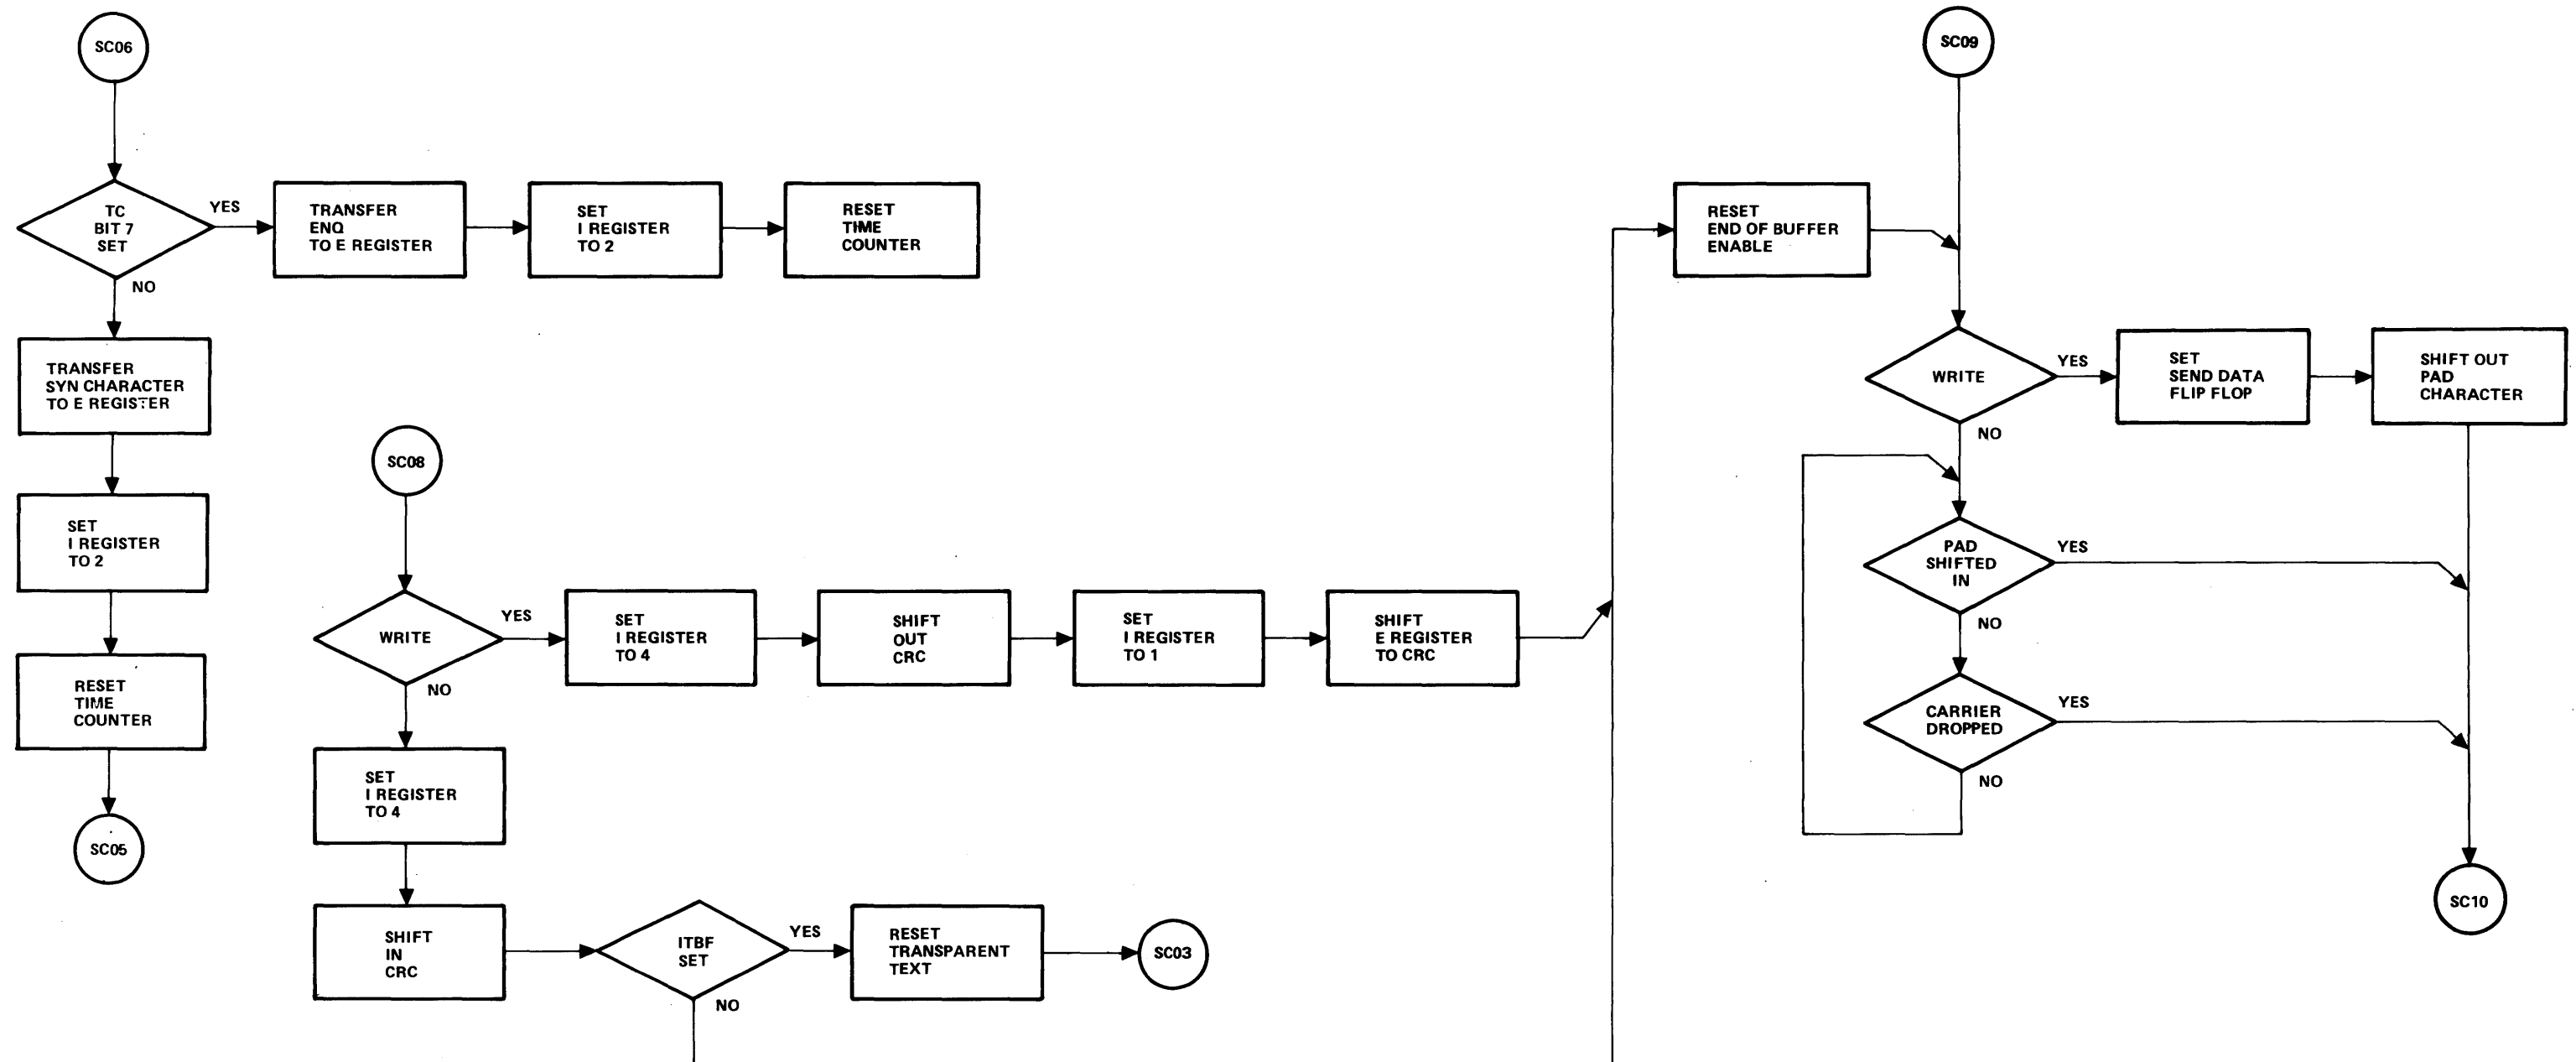 SC06
TC
BIT 7
SET
YES
NO
TRANSFER
ENQ
TO E REGISTER
SET
I REGISTER
TO 2
RESET
TIME
COUNTER
TRANSFER
SYN CHARACTER
TO E REGISTER
SET
I REGISTER
TO 2
RESET
TIME
COUNTER
SC05
SC08
WRITE
YES
NO
SET
I REGISTER
TO 4
SHIFT
OUT
CRC
SET
I REGISTER
TO 1
SHIFT
E REGISTER
TO CRC
SET
I REGISTER
TO 4
SHIFT
IN
CRC
ITBF
SET
YES
NO
RESET
TRANSPARENT
TEXT
SC03
SC09
RESET
END OF BUFFER
ENABLE
WRITE
YES
NO
SET
SEND DATA
FLIP FLOP
SHIFT OUT
PAD
CHARACTER
PAD
SHIFTED
IN
YES
NO
CARRIER
DROPPED
YES
NO
SC10